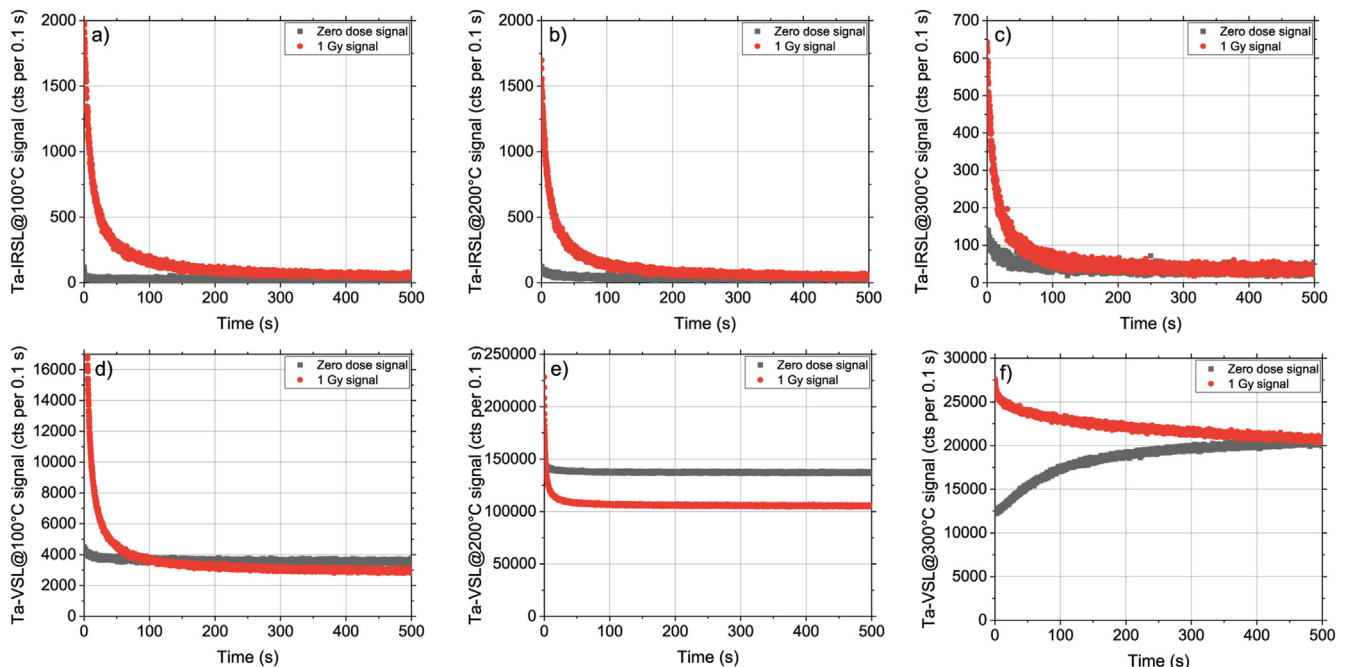 a)
Zero dose signal
1 Gy signal
Ta-IRSL@100°C signal (cts per 0.1 s)
2000
1500
1000
500
0
0 100 200 300 400 500
Time (s)
b)
Zero dose signal
1 Gy signal
Ta-IRSL@200°C signal (cts per 0.1 s)
2000
1500
1000
500
0
0 100 200 300 400 500
Time (s)
c)
Zero dose signal
1 Gy signal
Ta-IRSL@300°C signal (cts per 0.1 s)
700
600
500
400
300
200
100
0
0 100 200 300 400 500
Time (s)
d)
Zero dose signal
1 Gy signal
Ta-VSL@100°C signal (cts per 0.1 s)
16000
14000
12000
10000
8000
6000
4000
2000
0
0 100 200 300 400 500
Time (s)
e)
Zero dose signal
1 Gy signal
Ta-VSL@200°C signal (cts per 0.1 s)
250000
200000
150000
100000
50000
0
0 100 200 300 400 500
Time (s)
f)
Zero dose signal
1 Gy signal
Ta-VSL@300°C signal (cts per 0.1 s)
30000
25000
20000
15000
12500
7500
5000
2500
0
0 100 200 300 400 500
Time (s)